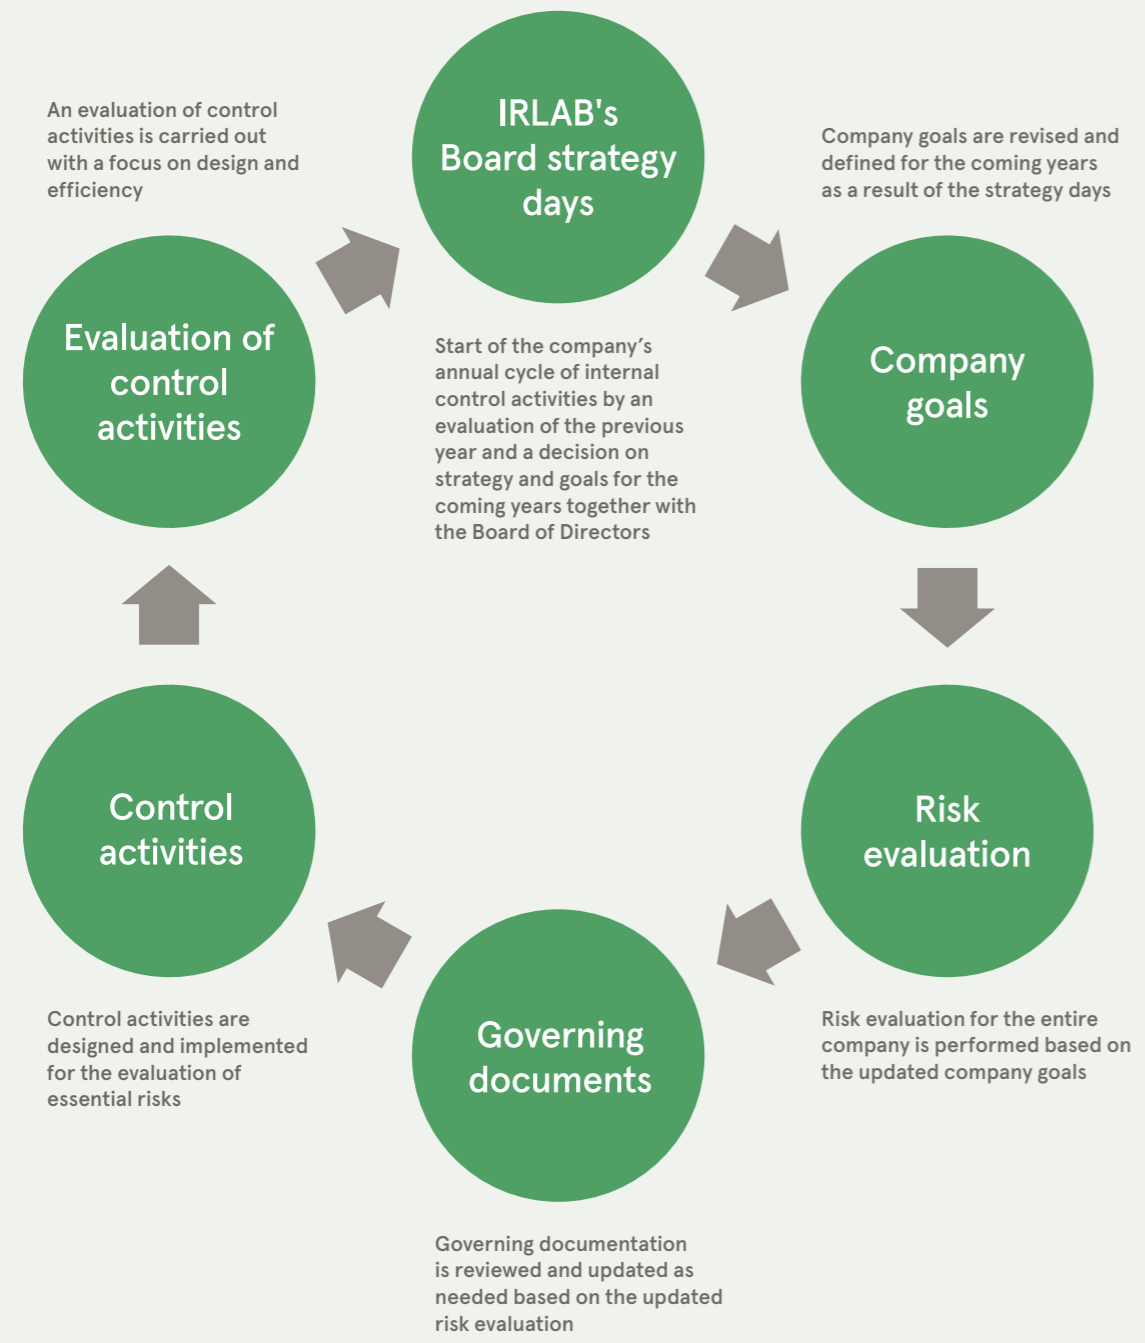 IRLAB's
Board strategy
days
Start of the company’s
annual cycle of internal
control activities by an
evaluation of the previous
year and a decision on
strategy and goals for the
coming years together with
the Board of Directors
Company goals are revised and
defined for the coming years
as a result of the strategy days
Company
goals
Risk
evaluation
Risk evaluation for the entire
company is performed based on
the updated company goals
Governing
documents
Governing documentation
is reviewed and updated as
needed based on the updated
risk evaluation
Control
activities
Control activities are
designed and implemented
for the evaluation of
essential risks
An evaluation of control
activities is carried out
with a focus on design and
efficiency
Evaluation of
control
activities